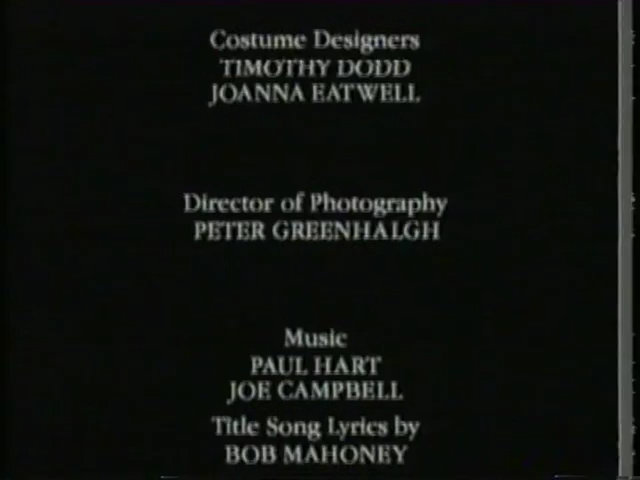 Costume Designers
TIMOTHY DODD
JOANNA EATWELL
Director of Photography
PETER GREENHALGH
Music
PAUL HART
JOE CAMPBELL
Title Song Lyrics by
BOB MAHONEY